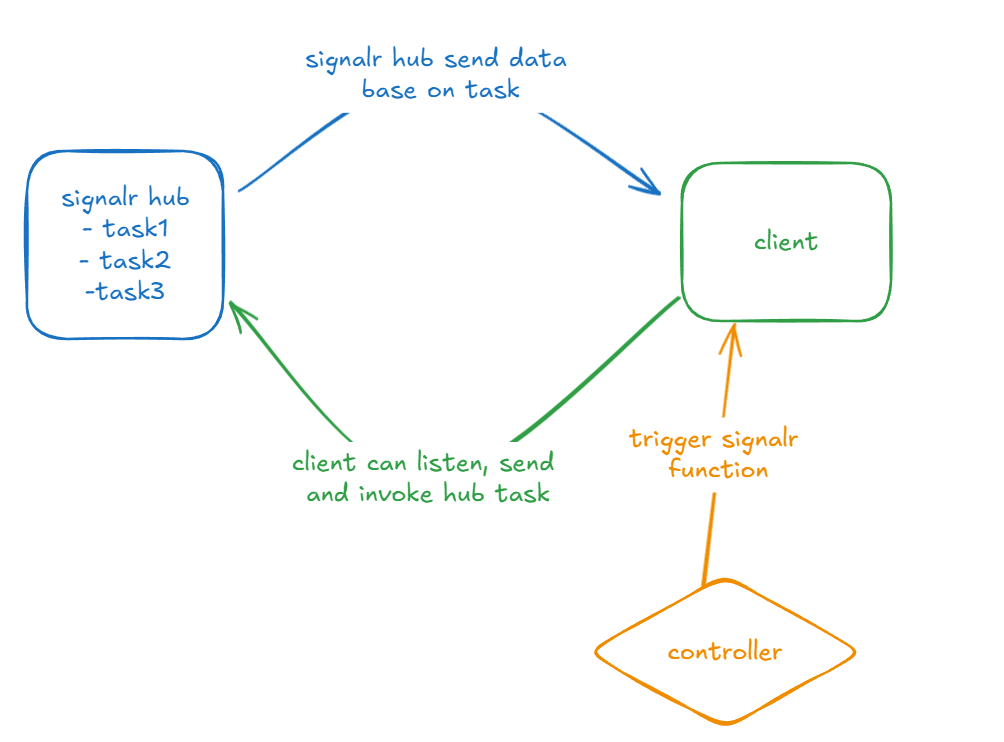 signalr hub send data
base on task
signalr hub
- task1
- task2
-task3
client
client can listen, send
and invoke hub task
trigger signalr
function
controller